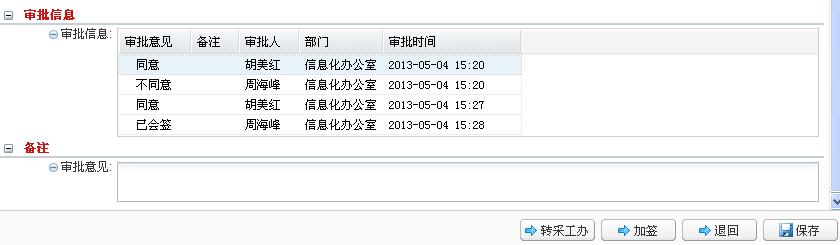 审批信息
审批信息:
审批意见 备注 审批人 部门 审批时间
同意 胡美红 信息化办公室 2013-05-04 15:20
不同意 周海峰 信息化办公室 2013-05-04 15:20
同意 胡美红 信息化办公室 2013-05-04 15:27
已会签 周海峰 信息化办公室 2013-05-04 15:28
备注
审批意见:
转采工办 加签 退回 保存